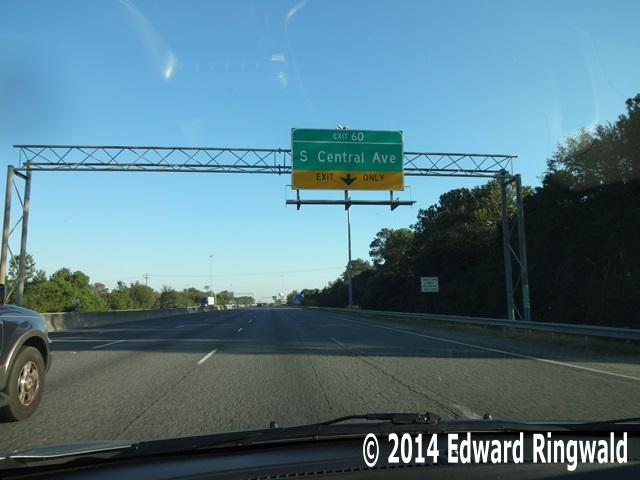 EXIT 60
S Central Ave
EXIT ONLY
© 2014 Edward Ringwald